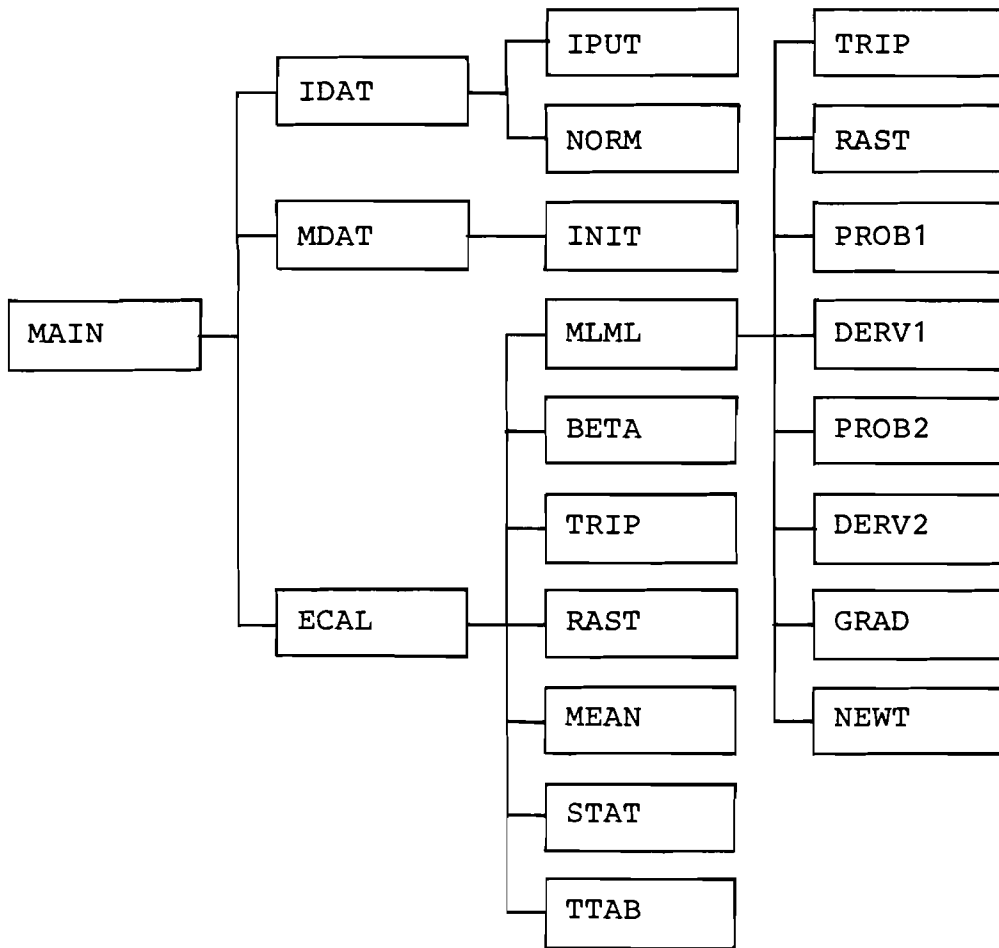 MAIN
IDAT
MDAT
ECAL
IPUT
NORM
INIT
MLML
BETA
TRIP
RAST
MEAN
STAT
TTAB
TRIP
RAST
PROB1
DERV1
PROB2
DERV2
GRAD
NEWT